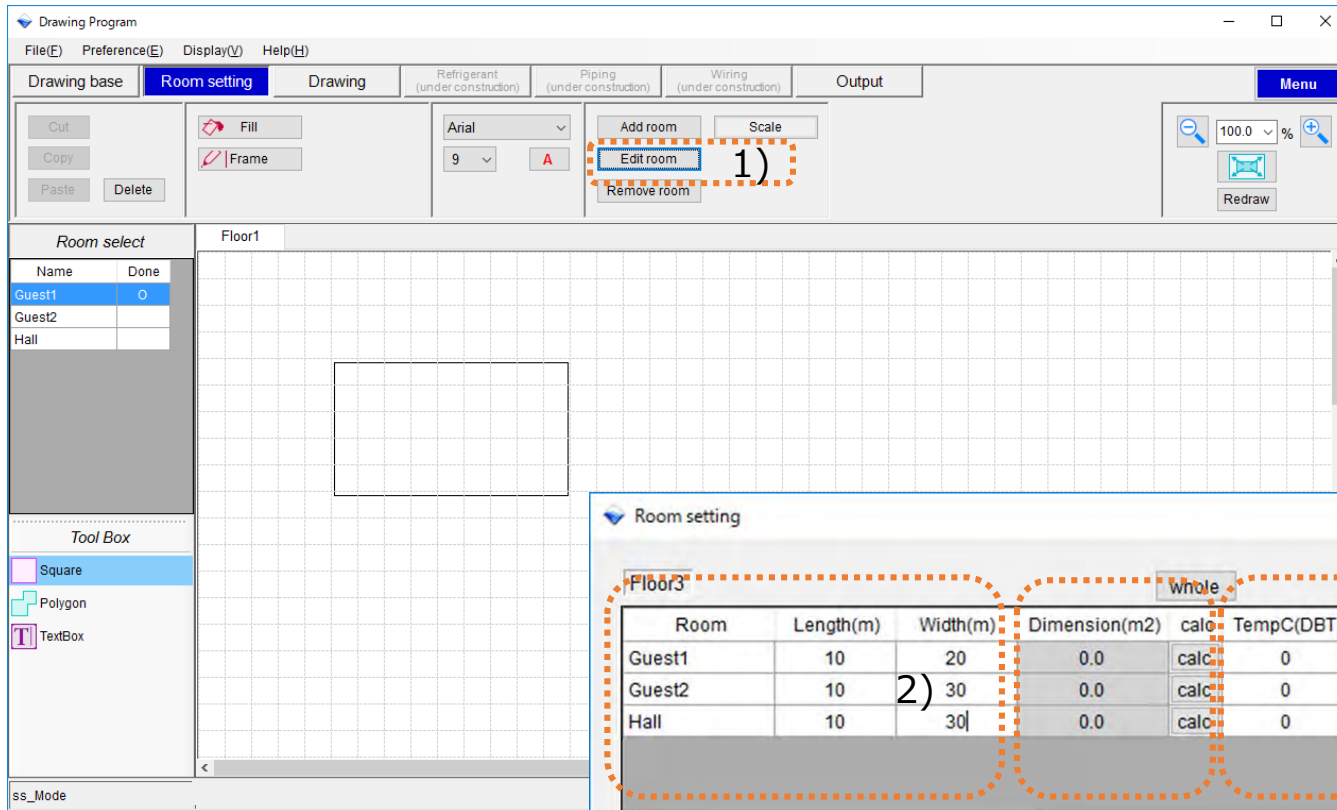 Drawing Program
File(F) Preference(E) Display(V) Help(H)
Drawing base Room setting Drawing Refrigerant (under construction) Piping (under construction) Wiring (under construction) Output Menu
Cut
Copy
Paste Delete
Fill
Frame
Arial
9 A
Add room Scale
Edit room 1)
Remove room
100.0 %
Redraw
Room select
Name Done
Guest1 O
Guest2
Hall
Floor1
Tool Box
Square
Polygon
T TextBox
ss_Mode
Room setting
Floor3 whole
Room Length(m) Width(m) Dimension(m2) calc TempC(DBT
Guest1 10 20 0.0 calc 0
Guest2 10 2) 30 0.0 calc 0
Hall 10 30 0.0 calc 0